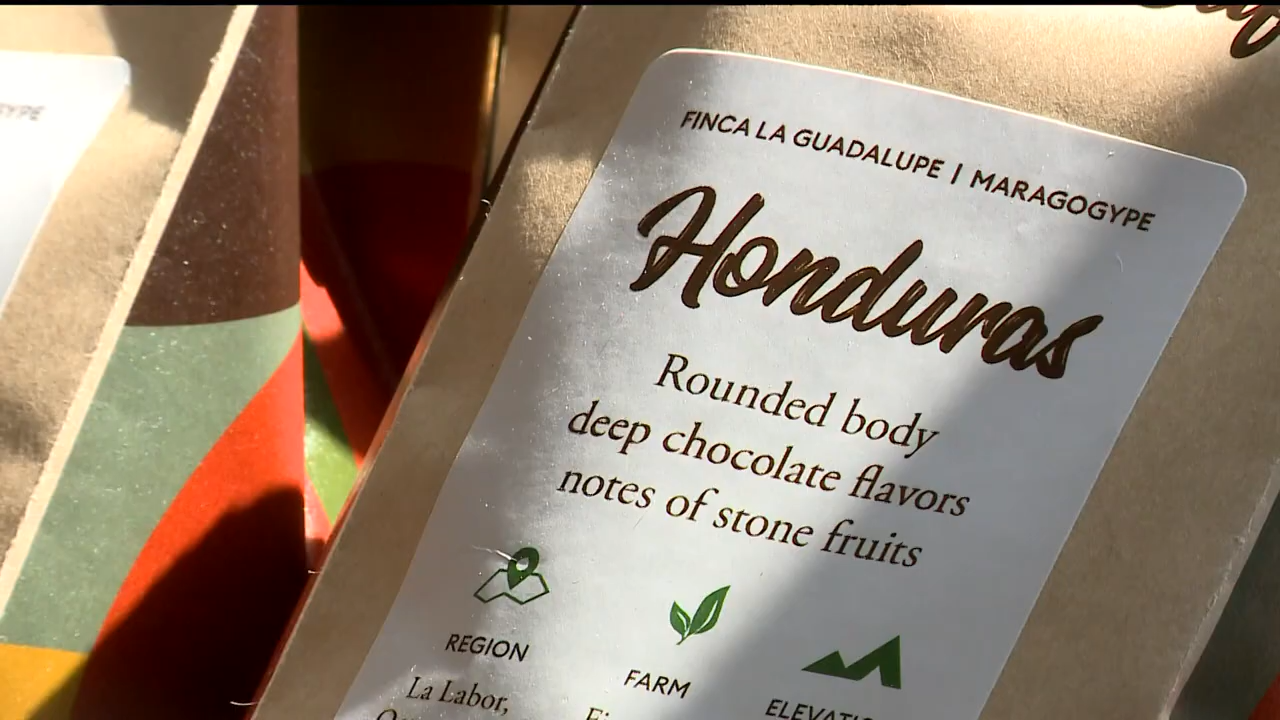 FINCA LA GUADALUPE | MARAGOGYPE
Honduras
Rounded body
deep chocolate flavors
notes of stone fruits
REGION
FARM
La Labor,